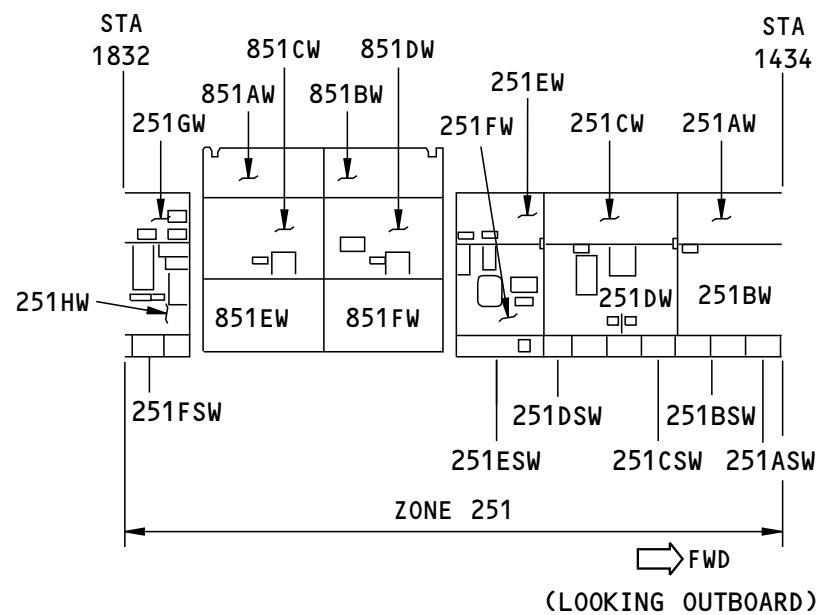 STA
1832
STA
1434
851CW
851DW
851AW
851BW
251EW
251GW
251FW
251CW
251AW
251HW
251DW
251BW
851EW
851FW
251FSW
251DSW
251BSW
251ESW
251CSW
251ASW
ZONE 251
FWD
(LOOKING OUTBOARD)